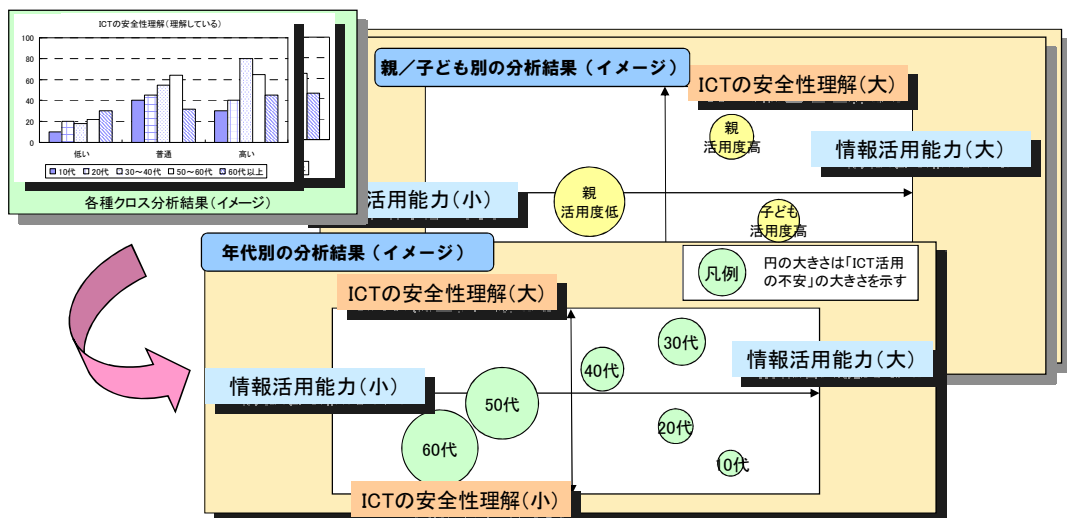 ICTの安全性理解(理解している)
100
80
60
40
20
0
低い 普通 高い
10代 20代 30~40代 50~60代 60代以上
各種クロス分析結果(イメージ)
親/子ども別の分析結果(イメージ)
ICTの安全性理解(大)
親
活用度高
情報活用能力(大)
活用能力(小)
親
活用度低
子ども
活用度高
年代別の分析結果(イメージ)
凡例
円の大きさは「ICT活用
の不安」の大きさを示す
ICTの安全性理解(大)
30代
情報活用能力(大)
40代
情報活用能力(小)
50代
20代
60代
10代
ICTの安全性理解(小)